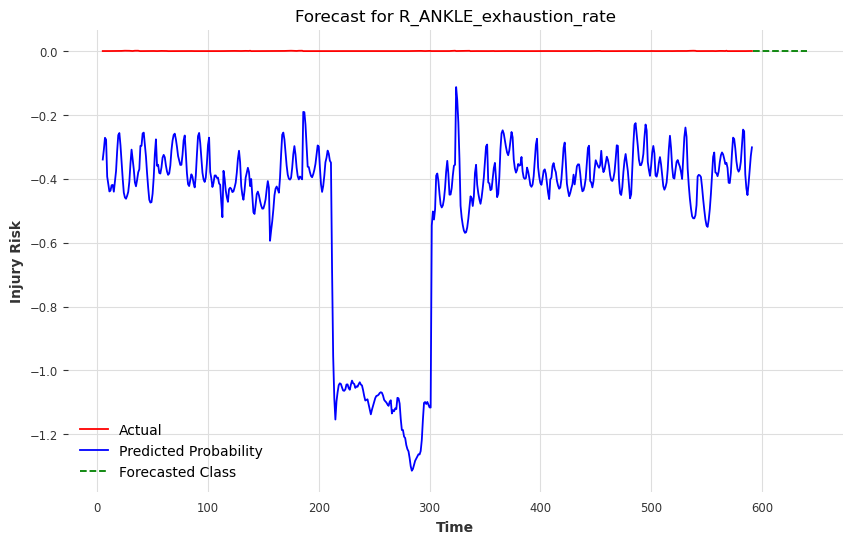 Forecast for R_ANKLE_exhaustion_rate
0.0
−0.2
−0.4
−0.6
−0.8
−1.0
−1.2
Injury Risk
Actual
Predicted Probability
Forecasted Class
0 100 200 300 400 500 600
Time